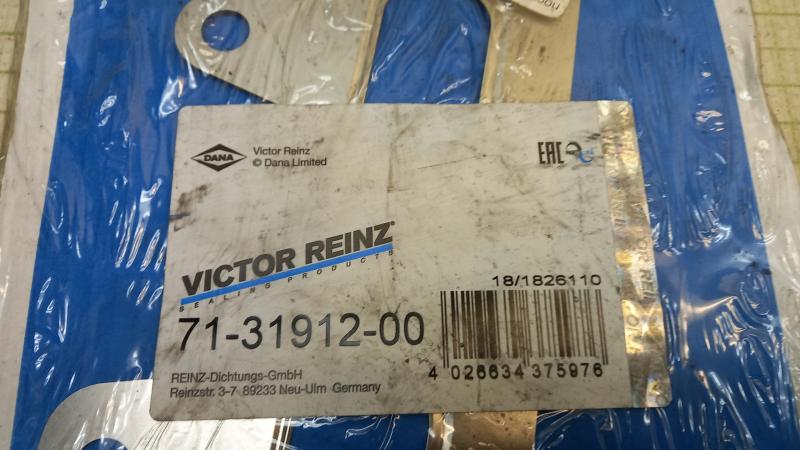 DANA
Victor Reinz
© Dana Limited
EAC
VICTOR REINZ®
SEALING PRODUCTS
18/1826110
71-31912-00
4 026634 375976
REINZ-Dichtungs-GmbH
Reinzstr. 3-7 89233 Neu-Ulm Germany